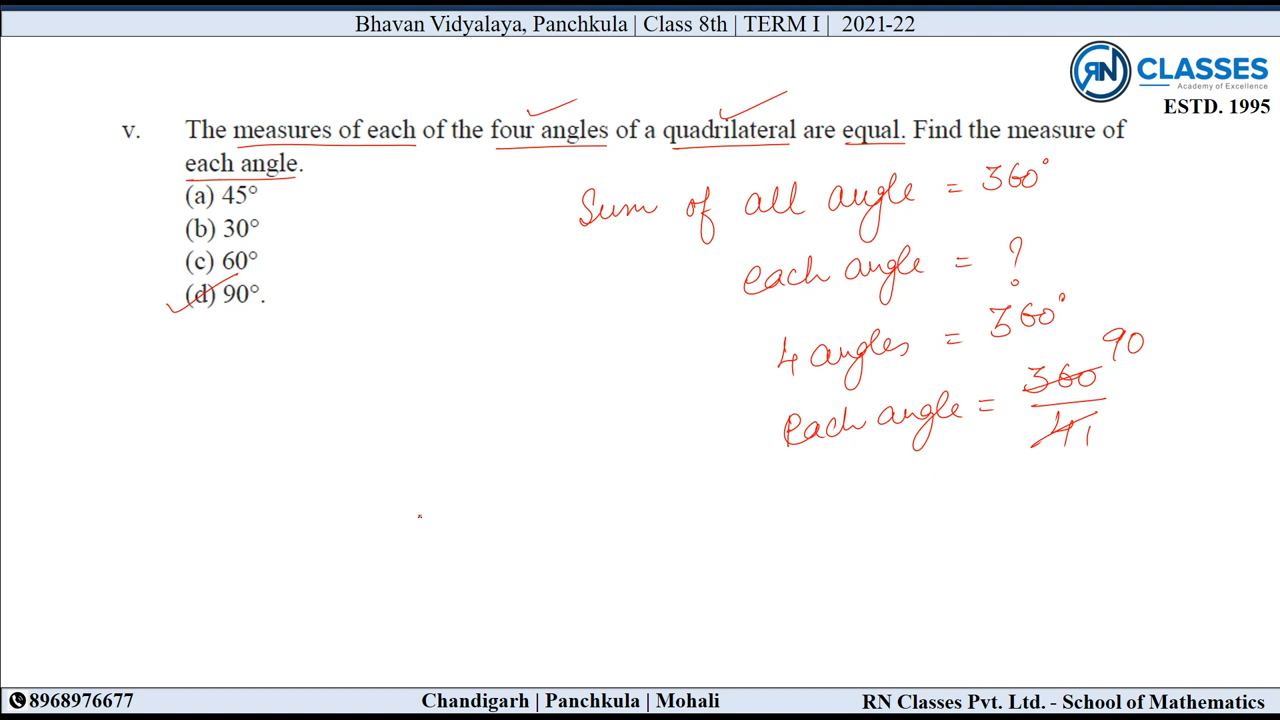 Bhavan Vidyalaya, Panchkula | Class 8th | TERM I | 2021-22
RN CLASSES
Academy of Excellence
ESTD. 1995
v. The measures of each of the four angles of a quadrilateral are equal. Find the measure of
each angle.
(a) 45°
(b) 30°
(c) 60°
(d) 90°.
Sum of all angle = 360°
each angle = ?
4 angles = 360°
each angle = 360/4 90 1
8968976677
Chandigarh | Panchkula | Mohali
RN Classes Pvt. Ltd. - School of Mathematics